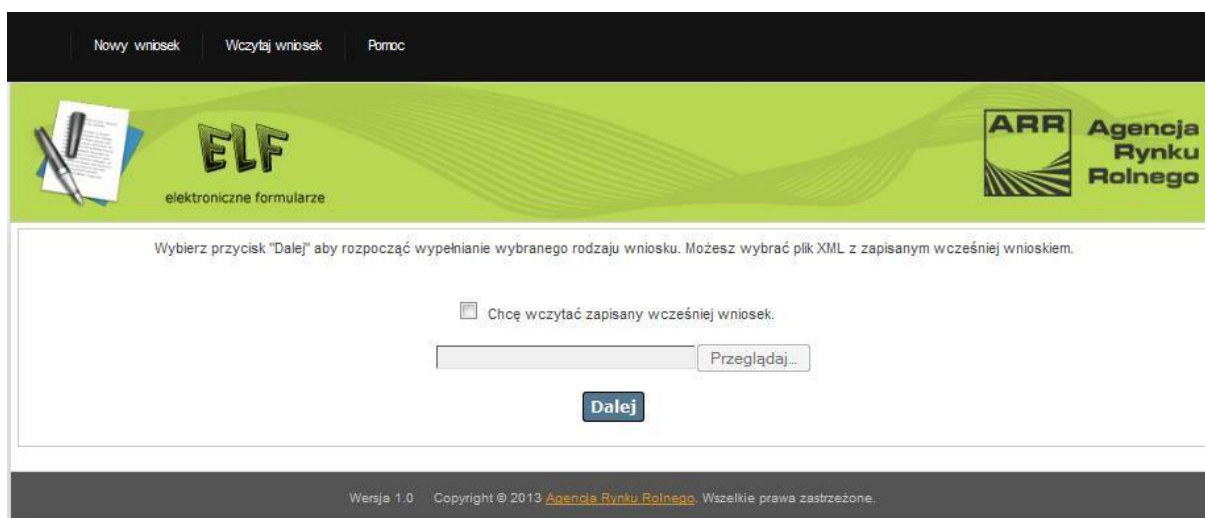 Nowy wniosek Wczytaj wniosek Pomoc
ELF
elektroniczne formularze
ARR
Agencja
Rynku
Rolnego
Wybierz przycisk "Dalej" aby rozpocząć wypełnianie wybranego rodzaju wniosku. Możesz wybrać plik XML z zapisanym wcześniej wnioskiem.
Chcę wczytać zapisany wcześniej wniosek.
Przeglądaj...
Dalej
Wersja 1.0 Copyright © 2013 Agencja Rynku Rolnego. Wszelkie prawa zastrzeżone.